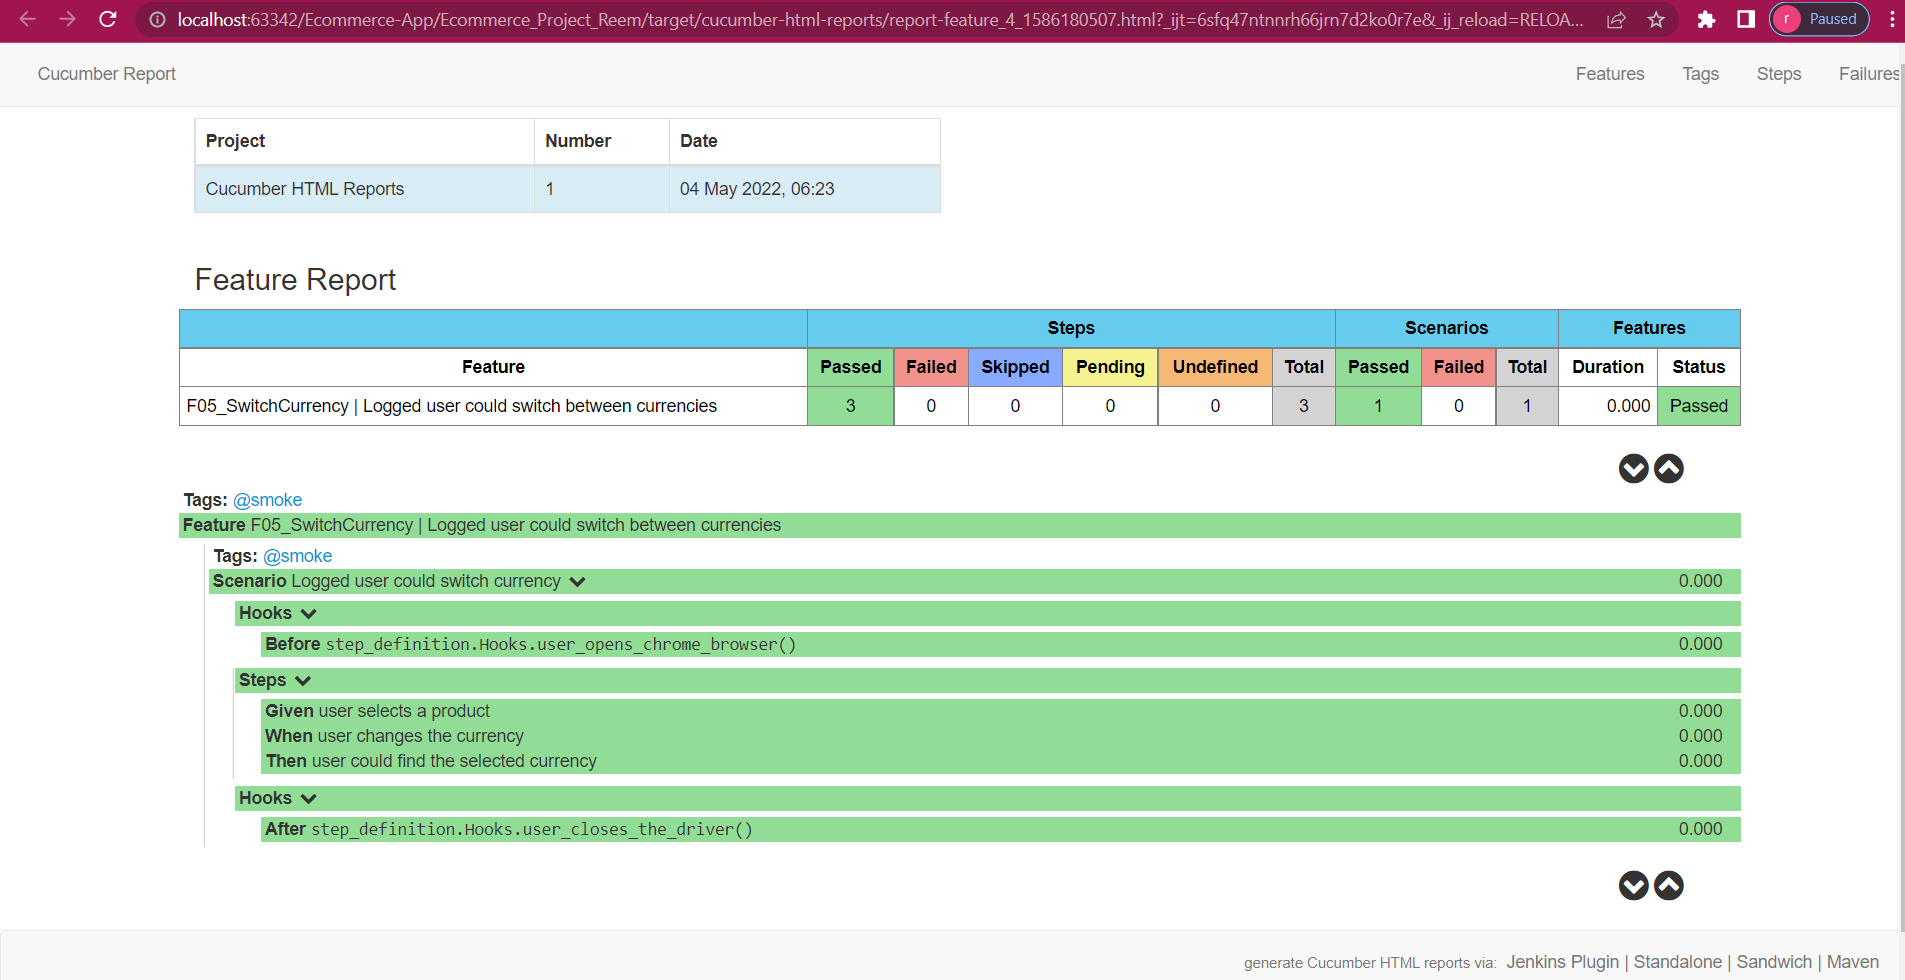 localhost:63342/Ecommerce-App/Ecommerce_Project_Reem/target/cucumber-html-reports/report-feature_4_1586180507.html?_ijt=6sfq47ntnnrh66jrn7d2ko0r7e&_ij_reload=RELOA... r Paused
Cucumber Report Features Tags Steps Failures
Project Number Date
Cucumber HTML Reports 1 04 May 2022, 06:23
Feature Report
Steps Scenarios Features
Feature Passed Failed Skipped Pending Undefined Total Passed Failed Total Duration Status
F05_SwitchCurrency | Logged user could switch between currencies 3 0 0 0 0 3 1 0 1 0.000 Passed
Tags: @smoke
Feature F05_SwitchCurrency | Logged user could switch between currencies
Tags: @smoke
Scenario Logged user could switch currency 0.000
Hooks
Before step_definition.Hooks.user_opens_chrome_browser() 0.000
Steps
Given user selects a product 0.000
When user changes the currency 0.000
Then user could find the selected currency 0.000
Hooks
After step_definition.Hooks.user_closes_the_driver() 0.000
generate Cucumber HTML reports via: Jenkins Plugin | Standalone | Sandwich | Maven